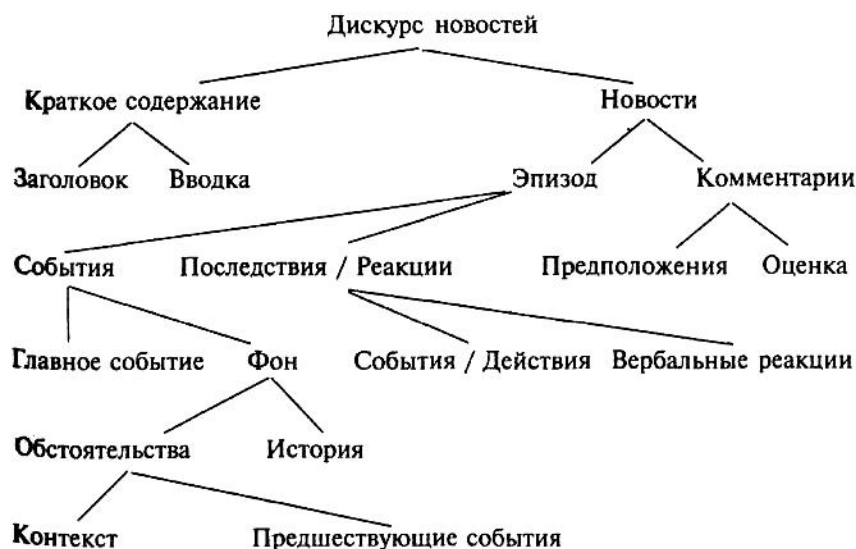 Дискурс новостей
Краткое содержание Новости
Заголовок Вводка Эпизод Комментарии
События Последствия / Реакции Предположения Оценка
Главное событие Фон События / Действия Вербальные реакции
Обстоятельства История
Контекст Предшествующие события